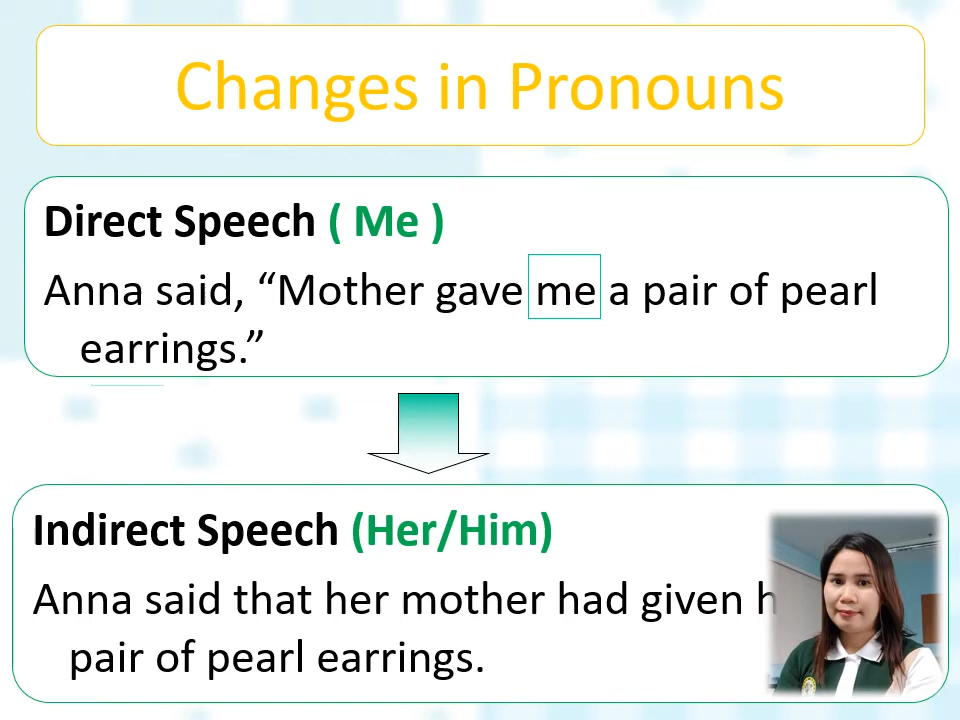 Changes in Pronouns
Direct Speech ( Me )
Anna said, “Mother gave me a pair of pearl
earrings.”
Indirect Speech (Her/Him)
Anna said that her mother had given
pair of pearl earrings.